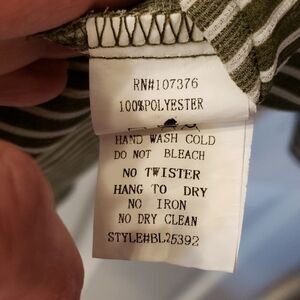 RN#107376
100%POLYESTER
HAND WASH COLD
DO NOT BLEACH
NO TWISTER
HANG TO DRY
NO IRON
NO DRY CLEAN
STYLE#BL25392